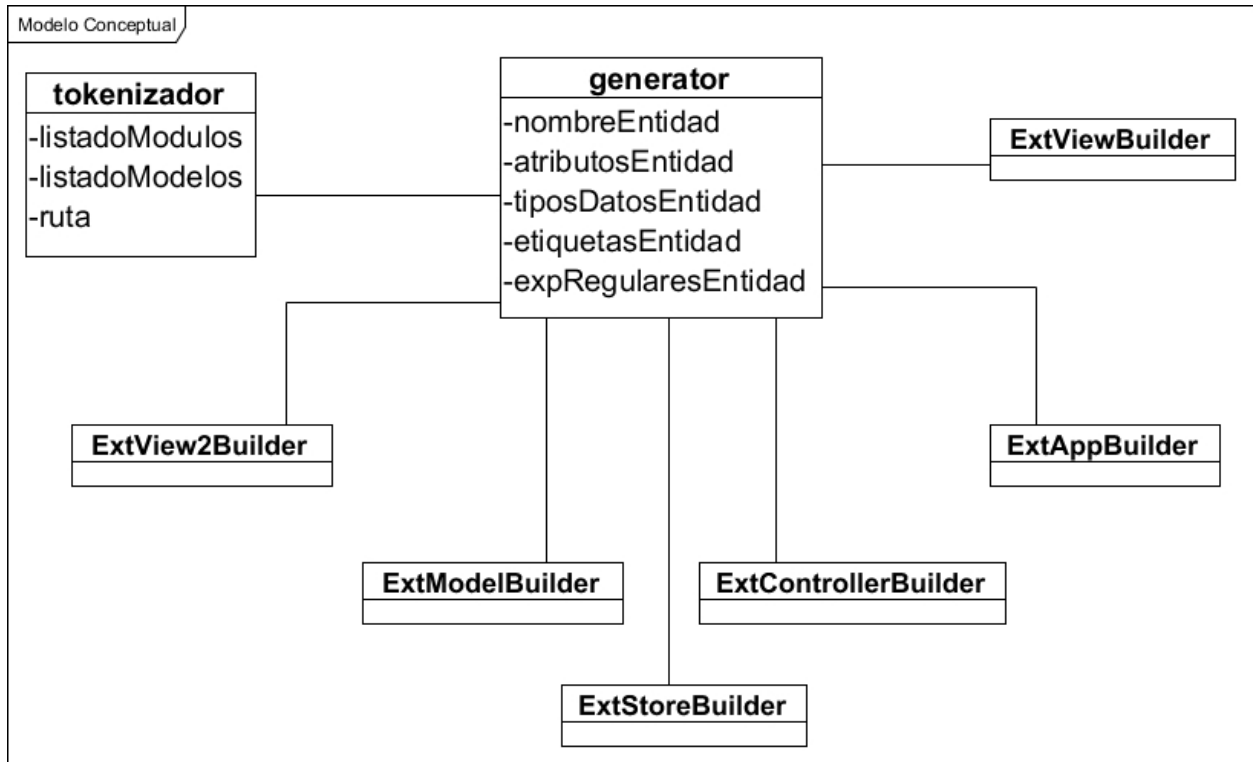 Modelo Conceptual
tokenizador
-listadoModulos
-listadoModelos
-ruta
generator
-nombreEntidad
-atributosEntidad
-tiposDatosEntidad
-etiquetasEntidad
-expRegularesEntidad
ExtViewBuilder
ExtView2Builder
ExtAppBuilder
ExtModelBuilder
ExtControllerBuilder
ExtStoreBuilder